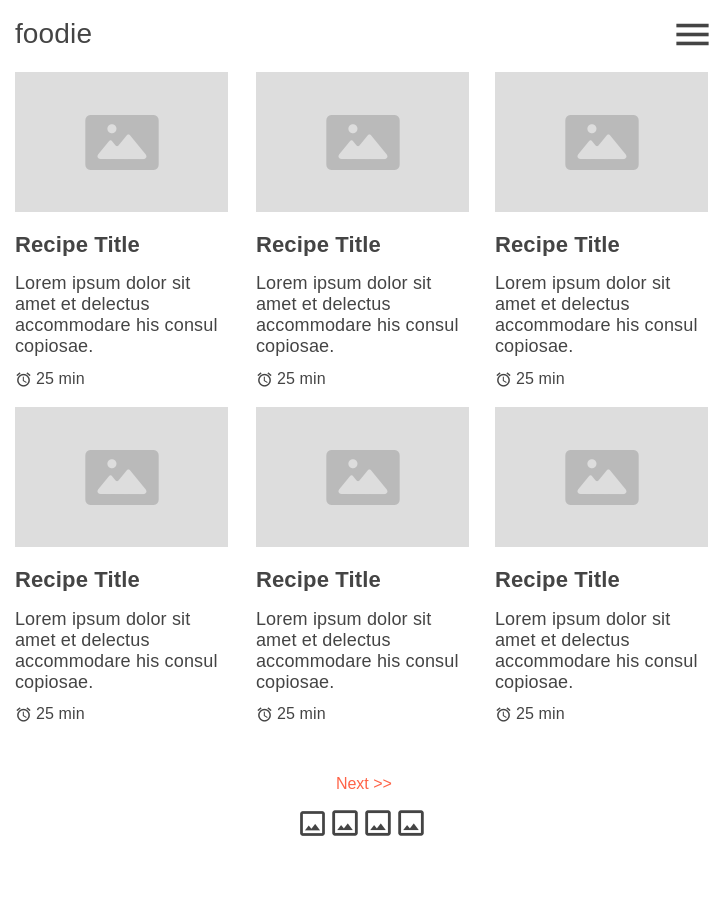 foodie
Recipe Title
Lorem ipsum dolor sit
amet et delectus
accommodare his consul
copiosae.
25 min
Recipe Title
Lorem ipsum dolor sit
amet et delectus
accommodare his consul
copiosae.
25 min
Recipe Title
Lorem ipsum dolor sit
amet et delectus
accommodare his consul
copiosae.
25 min
Recipe Title
Lorem ipsum dolor sit
amet et delectus
accommodare his consul
copiosae.
25 min
Recipe Title
Lorem ipsum dolor sit
amet et delectus
accommodare his consul
copiosae.
25 min
Recipe Title
Lorem ipsum dolor sit
amet et delectus
accommodare his consul
copiosae.
25 min
Next >>